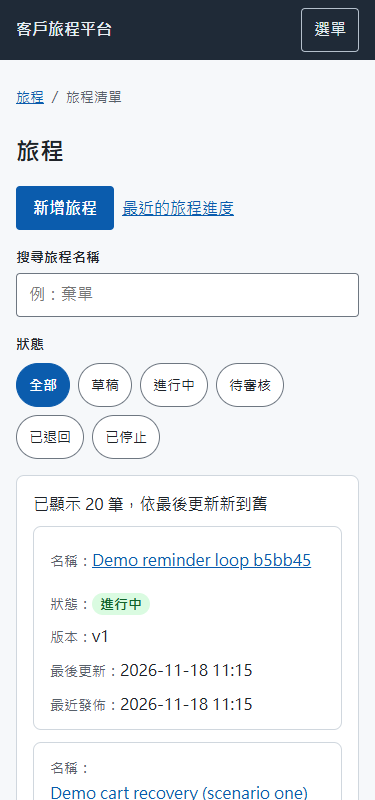 客戶旅程平台
選單
旅程 / 旅程清單
旅程
新增旅程 最近的旅程進度
搜尋旅程名稱
例：棄單
狀態
全部 草稿 進行中 待審核
已退回 已停止
已顯示 20 筆，依最後更新新到舊
名稱：Demo reminder loop b5bb45
狀態：進行中
版本：v1
最後更新：2026-11-18 11:15
最近發佈：2026-11-18 11:15
名稱：
Demo cart recovery (scenario one)